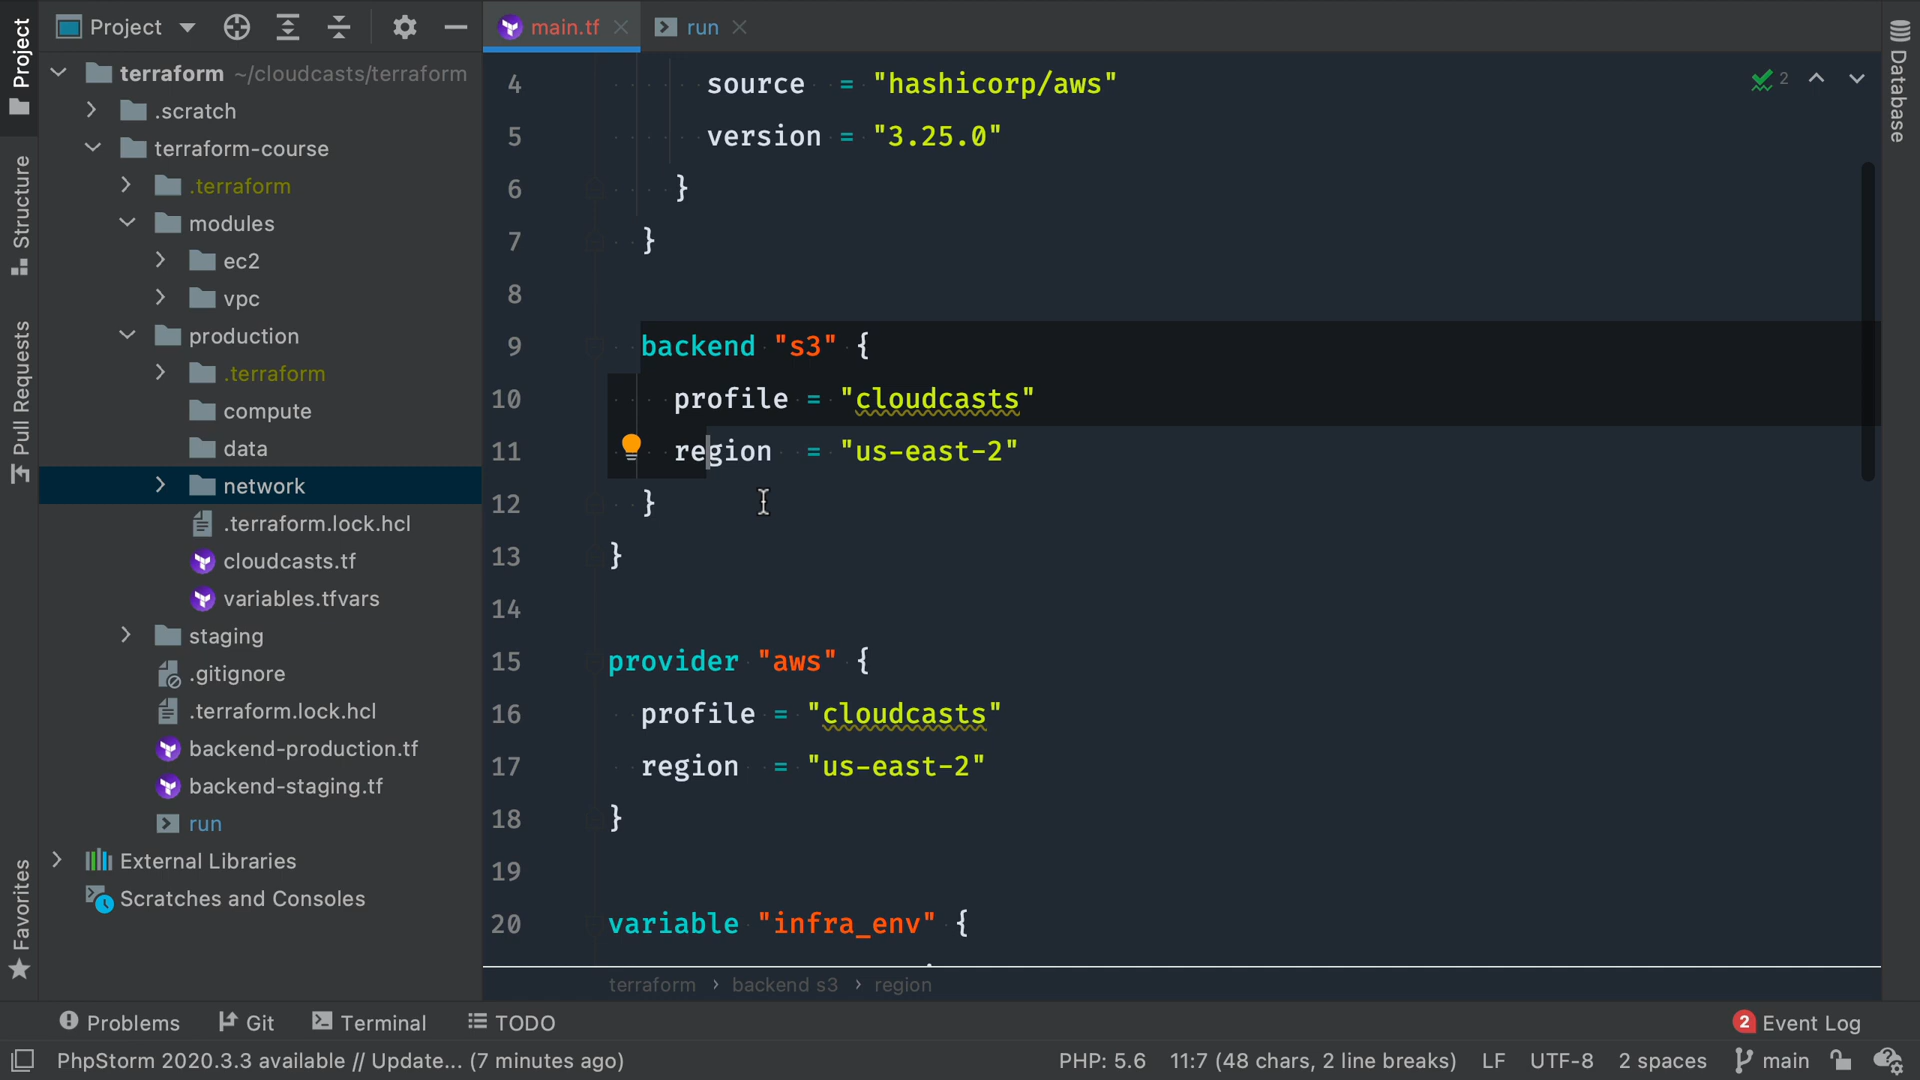 Project
main.tf
run
Project
Structure
Pull Requests
Favorites
terraform ~/cloudcasts/terraform
.scratch
terraform-course
.terraform
modules
ec2
vpc
production
.terraform
compute
data
network
.terraform.lock.hcl
cloudcasts.tf
variables.tfvars
staging
.gitignore
.terraform.lock.hcl
backend-production.tf
backend-staging.tf
run
External Libraries
Scratches and Consoles
4 source = "hashicorp/aws"
5 version = "3.25.0"
6 }
7 }
8
9 backend "s3" {
10 profile = "cloudcasts"
11 region = "us-east-2"
12 }
13 }
14
15 provider "aws" {
16 profile = "cloudcasts"
17 region = "us-east-2"
18 }
19
20 variable "infra_env" {
2
Database
terraform › backend s3 › region
Problems Git Terminal TODO
2 Event Log
PhpStorm 2020.3.3 available // Update... (7 minutes ago)
PHP: 5.6 11:7 (48 chars, 2 line breaks) LF UTF-8 2 spaces main